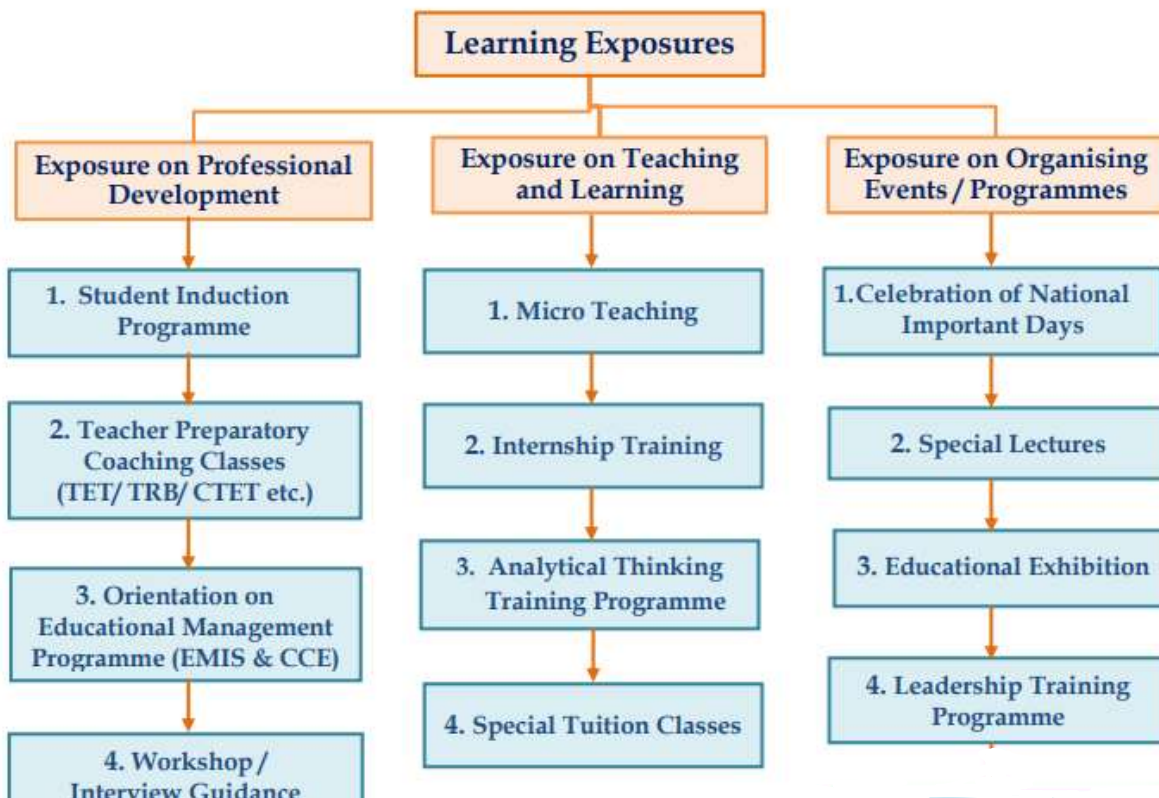 Learning Exposures
Exposure on Professional
Development
1. Student Induction
Programme
2. Teacher Preparatory
Coaching Classes
(TET/ TRB/ CTET etc.)
3. Orientation on
Educational Management
Programme (EMIS & CCE)
4. Workshop /
Interview Guidance
Exposure on Teaching
and Learning
1. Micro Teaching
2. Internship Training
3. Analytical Thinking
Training Programme
4. Special Tuition Classes
Exposure on Organising
Events / Programmes
1.Celebration of National
Important Days
2. Special Lectures
3. Educational Exhibition
4. Leadership Training
Programme